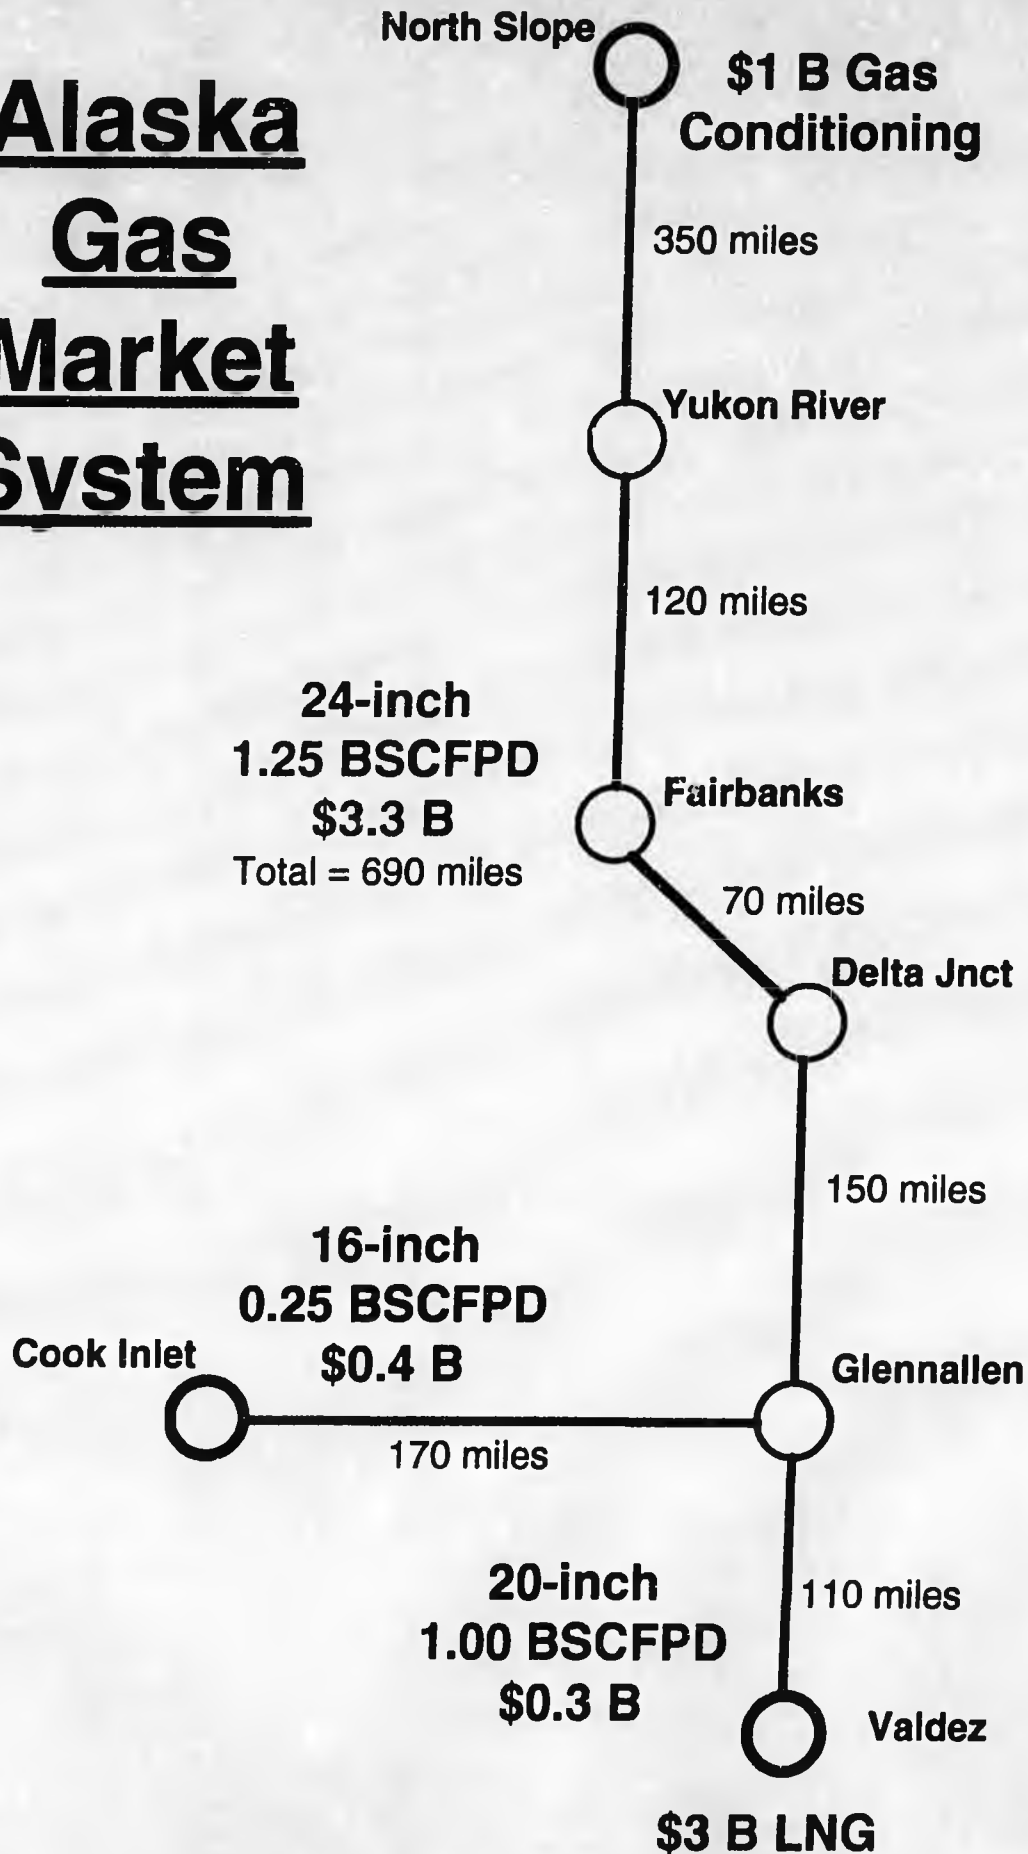 Alaska
Gas
Market
System
North Slope
$1 B Gas
Conditioning
350 miles
Yukon River
120 miles
24-inch
1.25 BSCFPD
$3.3 B
Total = 690 miles
Fairbanks
70 miles
Delta Jnct
150 miles
16-inch
0.25 BSCFPD
$0.4 B
Cook Inlet
Glennallen
170 miles
20-inch
1.00 BSCFPD
$0.3 B
110 miles
Valdez
$3 B LNG